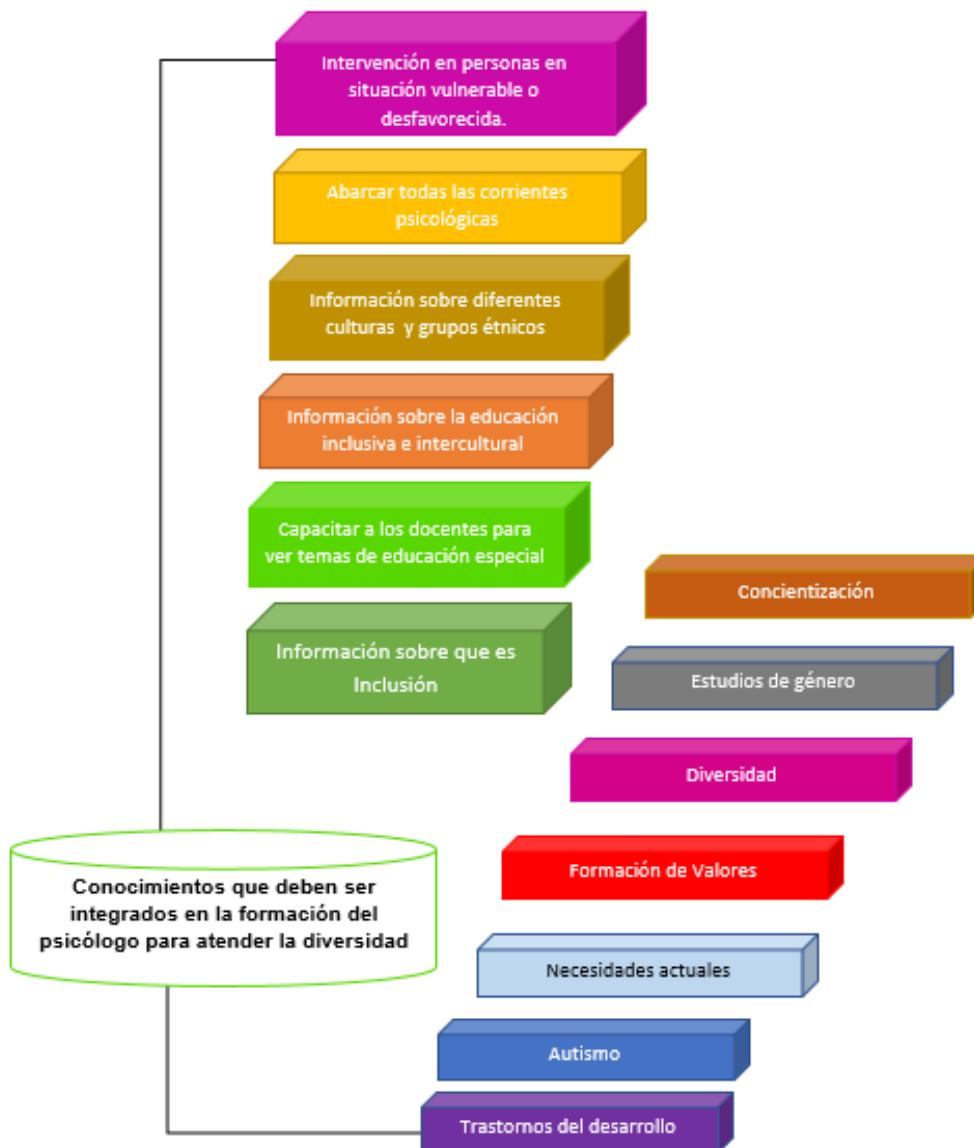 Intervención en personas en
situación vulnerable o
desfavorecida.
Abarcar todas las corrientes
psicológicas
Información sobre diferentes
culturas y grupos étnicos
Información sobre la educación
inclusiva e intercultural
Capacitar a los docentes para
ver temas de educación especial
Información sobre que es
Inclusión
Concientización
Estudios de género
Diversidad
Formación de Valores
Necesidades actuales
Autismo
Trastornos del desarrollo
Conocimientos que deben ser
integrados en la formación del
psicólogo para atender la diversidad